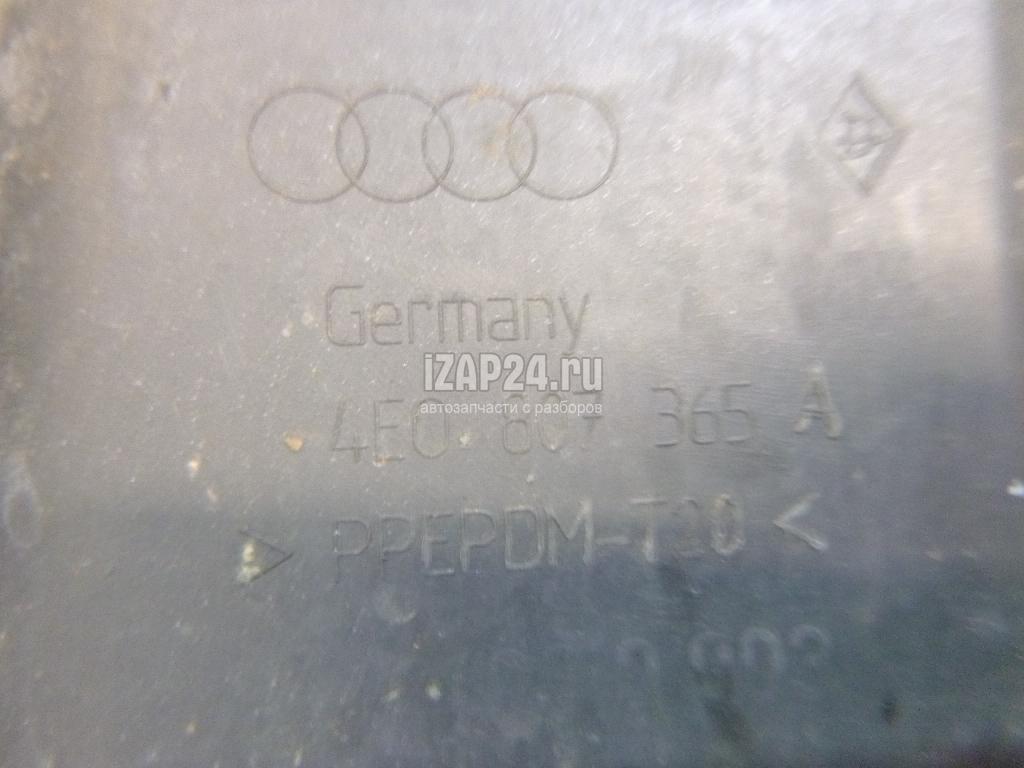 Germany
iZAP24.ru
автозапчасти с разборов
4E0 807 365 A
> PPEPDM-T20 <